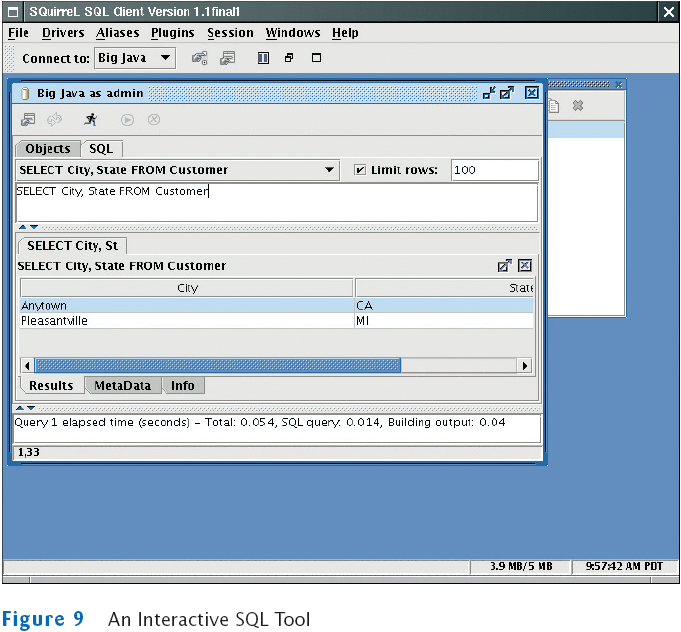 SQuirreL SQL Client Version 1.1final1
File Drivers Aliases Plugins Session Windows Help
Connect to: Big Java
Big Java as admin
Objects SQL
SELECT City, State FROM Customer Limit rows: 100
SELECT City, State FROM Customer
SELECT City, St
SELECT City, State FROM Customer
City State
Anytown CA
Pleasantville MI
Results MetaData Info
Query 1 elapsed time (seconds) - Total: 0.054, SQL query: 0.014, Building output: 0.04
1,33
3.9 MB/5 MB 9:57:42 AM PDT
Figure 9 An Interactive SQL Tool